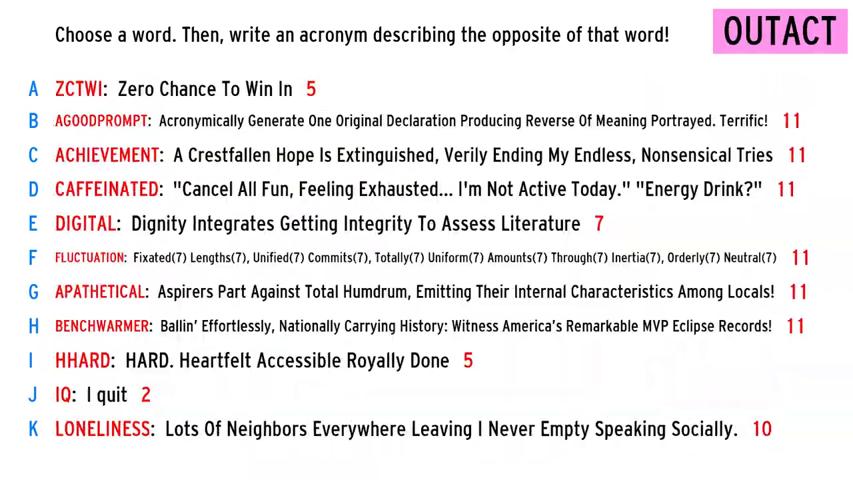 Choose a word. Then, write an acronym describing the opposite of that word!
OUTACT
A ZCTWI: Zero Chance To Win In 5
B AGOODPROMPT: Acronymically Generate One Original Declaration Producing Reverse Of Meaning Portrayed. Terrific! 11
C ACHIEVEMENT: A Crestfallen Hope Is Extinguished, Verily Ending My Endless, Nonsensical Tries 11
D CAFFEINATED: "Cancel All Fun, Feeling Exhausted... I'm Not Active Today." "Energy Drink?" 11
E DIGITAL: Dignity Integrates Getting Integrity To Assess Literature 7
F FLUCTUATION: Fixated(7) Lengths(7), Unified(7) Commits(7), Totally(7) Uniform(7) Amounts(7) Through(7) Inertia(7), Orderly(7) Neutral(7) 11
G APATHETICAL: Aspirers Part Against Total Humdrum, Emitting Their Internal Characteristics Among Locals! 11
H BENCHWARMER: Ballin' Effortlessly, Nationally Carrying History: Witness America's Remarkable MVP Eclipse Records! 11
I HHARD: HARD. Heartfelt Accessible Royally Done 5
J IQ: I quit 2
K LONELINESS: Lots Of Neighbors Everywhere Leaving I Never Empty Speaking Socially. 10